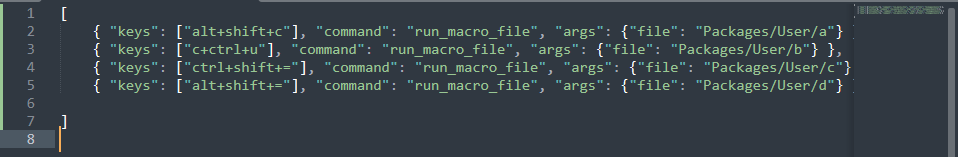 1 [
2 { "keys": ["alt+shift+c"], "command": "run_macro_file", "args": {"file": "Packages/User/a"}
3 { "keys": ["c+ctrl+u"], "command": "run_macro_file", "args": {"file": "Packages/User/b"} },
4 { "keys": ["ctrl+shift+="], "command": "run_macro_file", "args": {"file": "Packages/User/c"}
5 { "keys": ["alt+shift+="], "command": "run_macro_file", "args": {"file": "Packages/User/d"}
6
7 ]
8